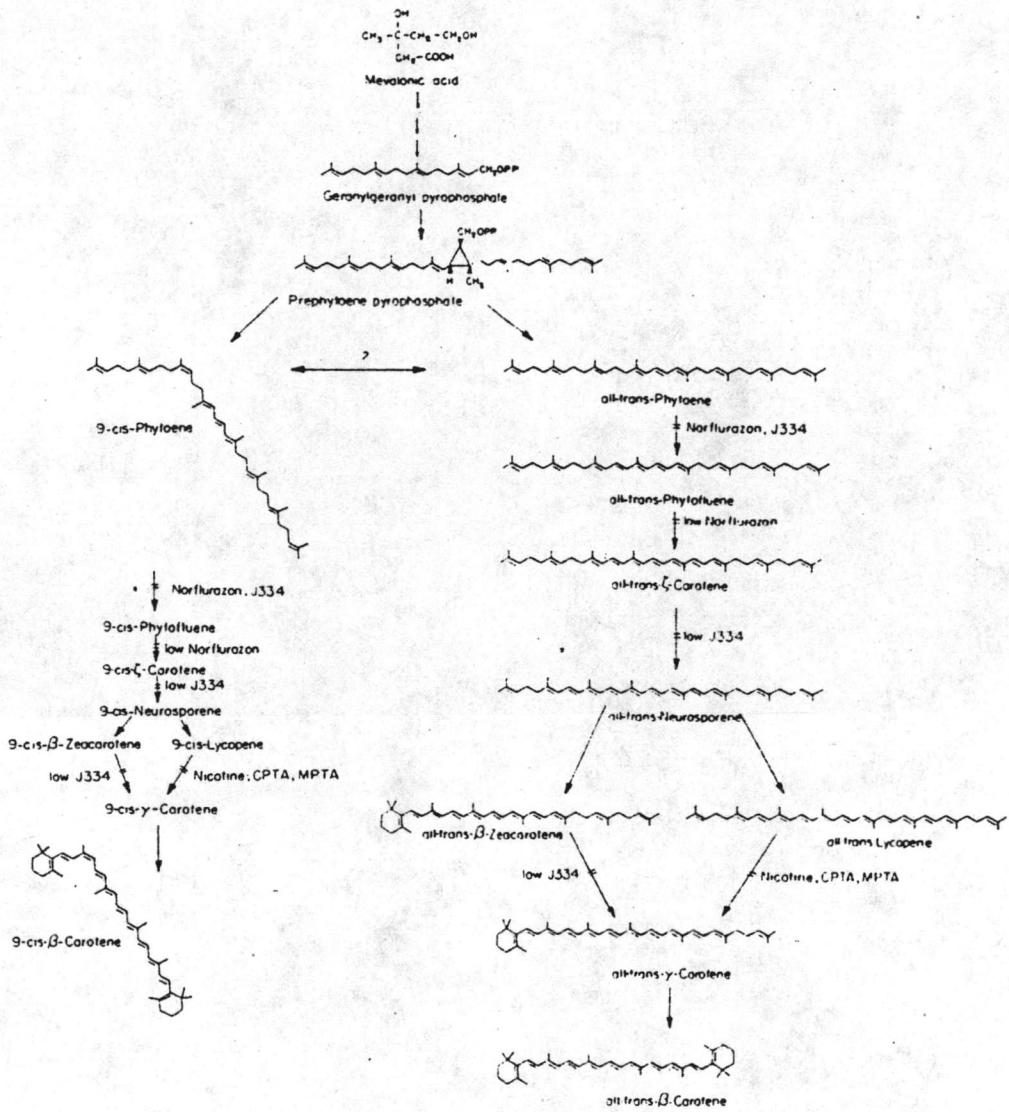 OH
CH₃-C-CH₂-CH₂OH
CH₂-COOH
Mevalonic acid
CH₂OPP
Geranylgeranyl pyrophosphate
CH₂OPP
H CH₃
Prephytoene pyrophosphate
?
9-cis-Phytoene
all-trans-Phytoene
Norflurazon, J334
all-trans-Phytofluene
low Norflurazon
all-trans-ζ-Carotene
low J334
all-trans-Neurosporene
Norflurazon, J334
9-cis-Phytofluene
low Norflurazon
9-cis-ζ-Carotene
low J334
9-cis-Neurosporene
9-cis-β-Zeacarotene 9-cis-Lycopene
low J334 Nicotine, CPTA, MPTA
9-cis-γ-Carotene
9-cis-β-Carotene
all-trans-β-Zeacarotene all trans Lycopene
low J334 Nicotine, CPTA, MPTA
all-trans-γ-Carotene
all-trans-β-Carotene